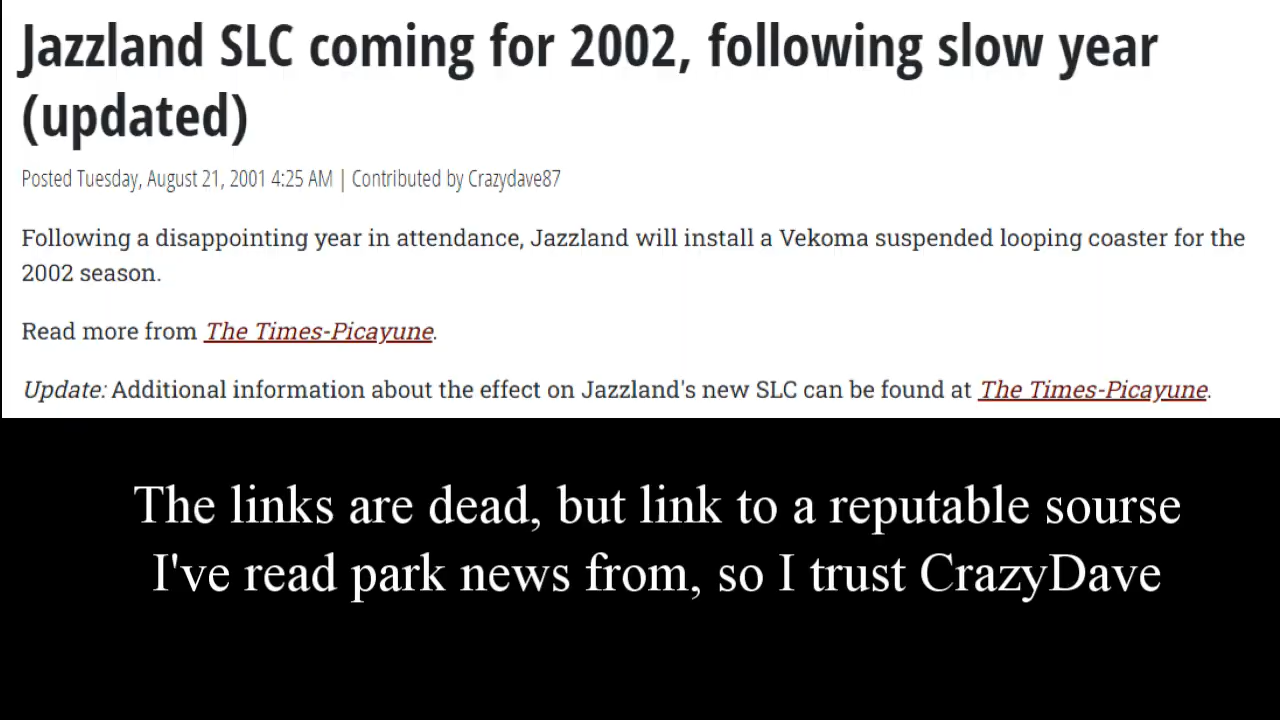 Jazzland SLC coming for 2002, following slow year
(updated)
Posted Tuesday, August 21, 2001 4:25 AM | Contributed by Crazydave87
Following a disappointing year in attendance, Jazzland will install a Vekoma suspended looping coaster for the
2002 season.
Read more from The Times-Picayune.
Update: Additional information about the effect on Jazzland's new SLC can be found at The Times-Picayune.
The links are dead, but link to a reputable sourse
I've read park news from, so I trust CrazyDave